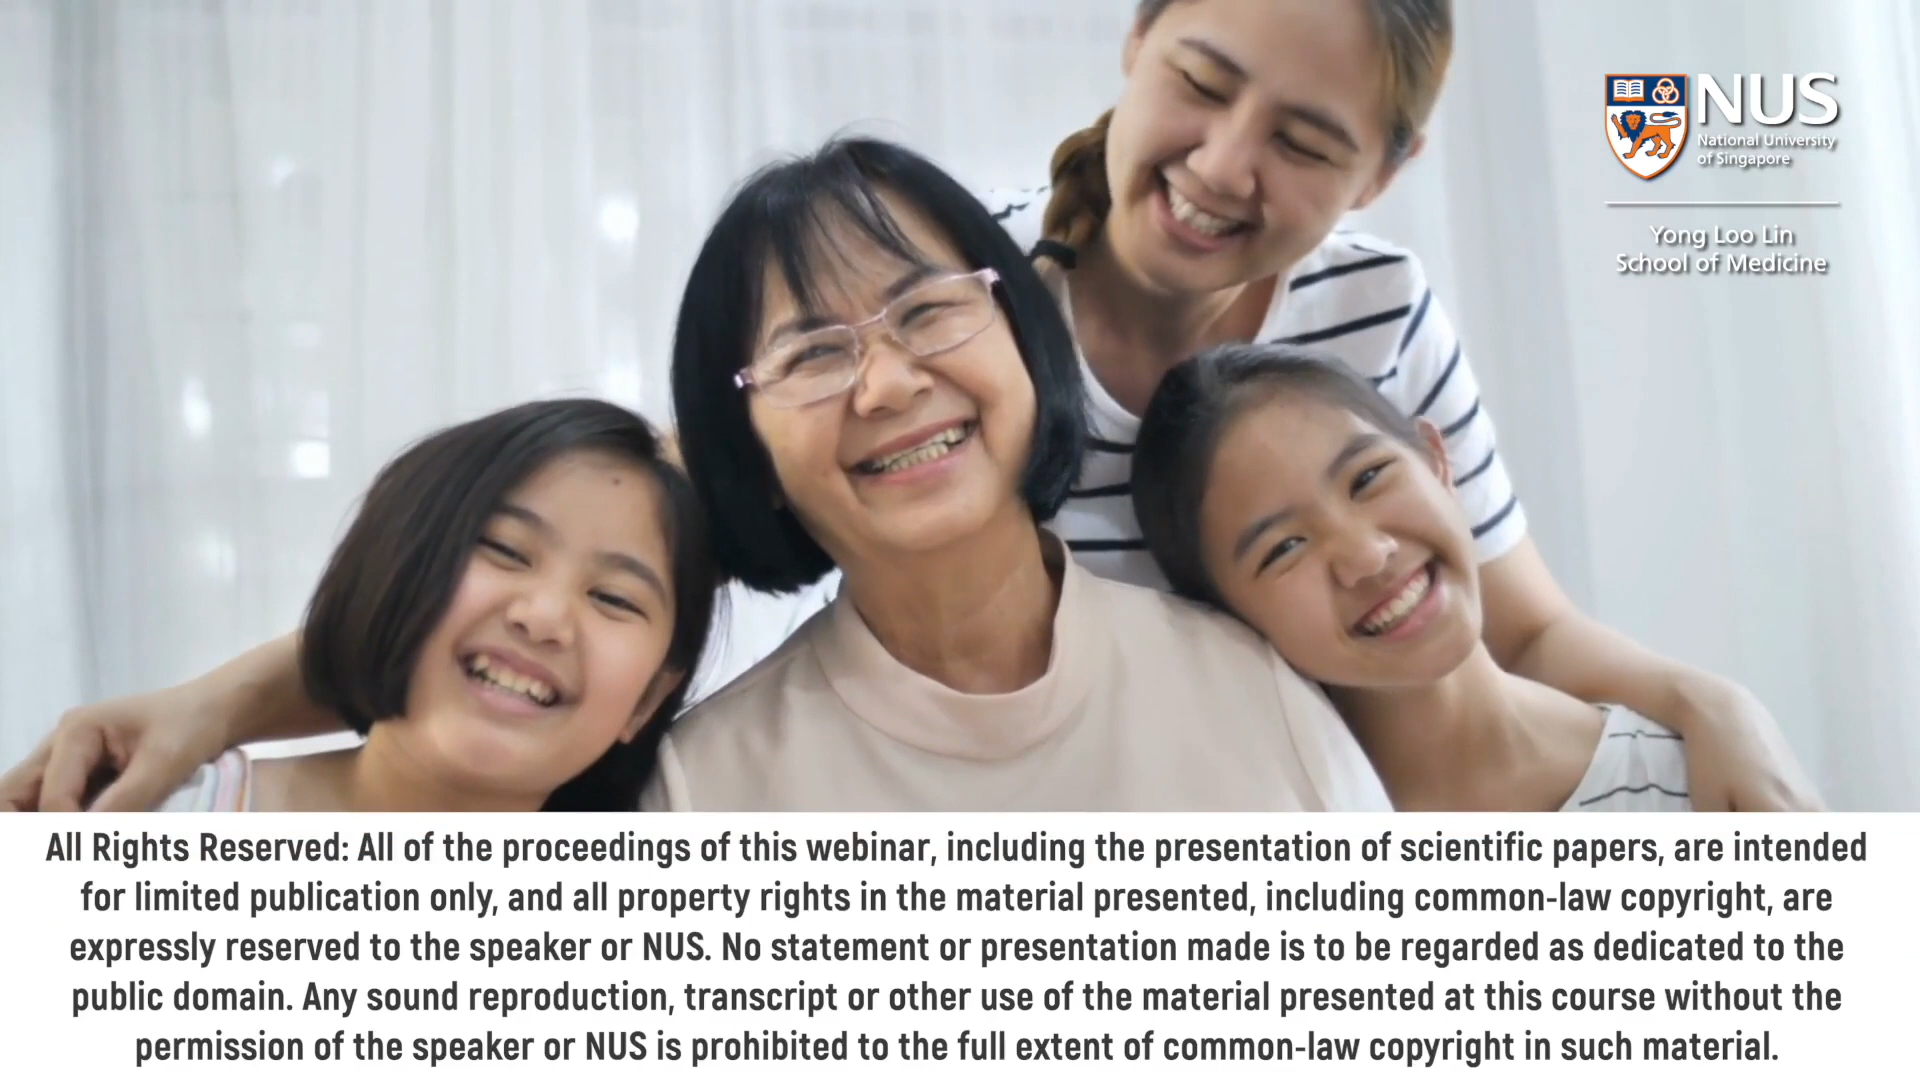 NUS
National University
of Singapore
Yong Loo Lin
School of Medicine
All Rights Reserved: All of the proceedings of this webinar, including the presentation of scientific papers, are intended
for limited publication only, and all property rights in the material presented, including common-law copyright, are
expressly reserved to the speaker or NUS. No statement or presentation made is to be regarded as dedicated to the
public domain. Any sound reproduction, transcript or other use of the material presented at this course without the
permission of the speaker or NUS is prohibited to the full extent of common-law copyright in such material.